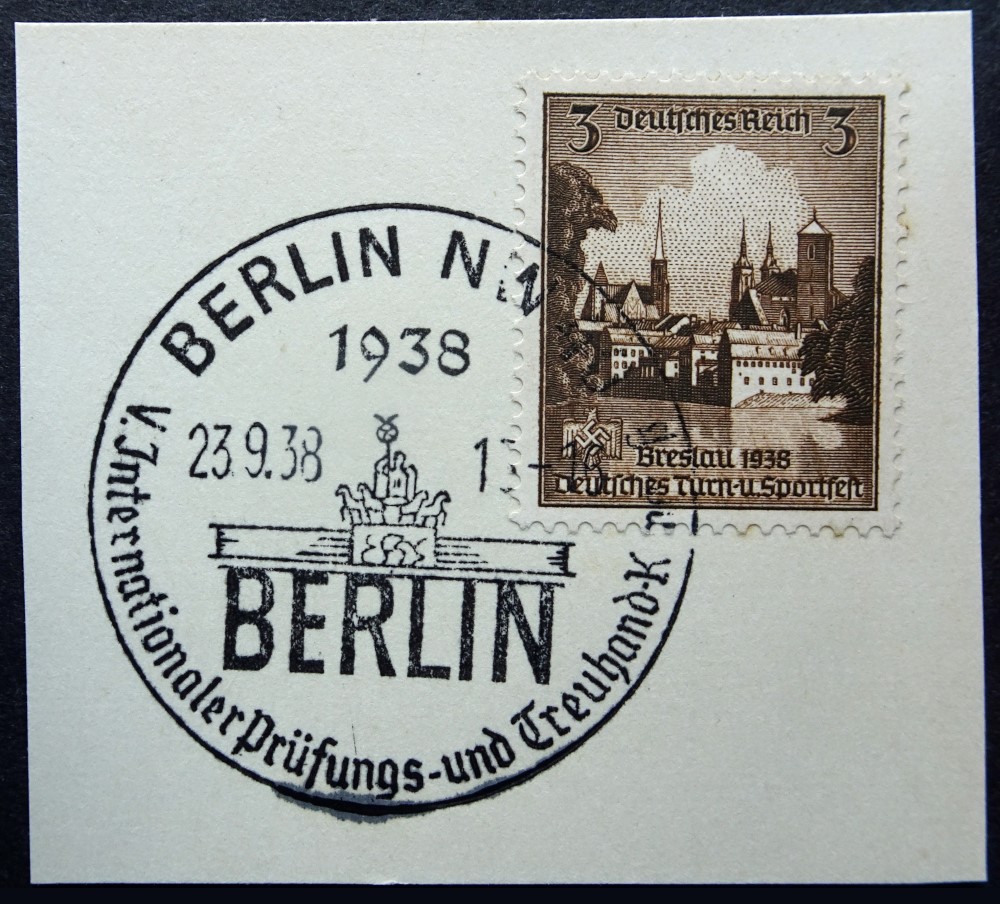 3 Deutsches Reich 3
Breslau 1938
Deutsches Turn-u.Sportfest
BERLIN NW
1938
23.9.38
BERLIN
V. Internationaler Prüfungs-und Treuhand-K